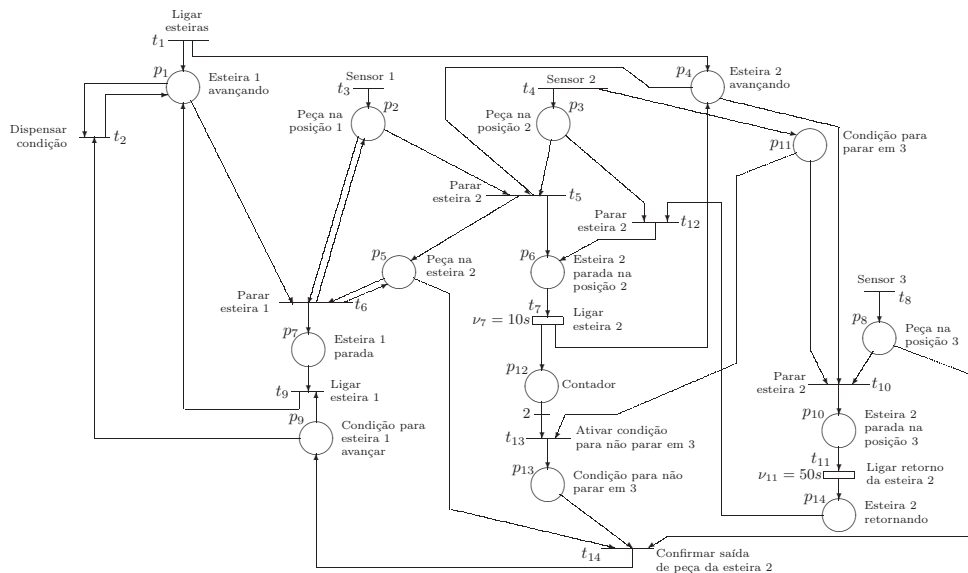 Ligar
esteiras
t1
p1
Esteira 1
avançando
Dispensar
condição
t2
Sensor 1
t3
p2
Peça na
posição 1
Sensor 2
t4
p3
Peça na
posição 2
p4
Esteira 2
avançando
p11
Condição para
parar em 3
Parar
esteira 2
t5
Parar
esteira 2
t12
p5
Peça na
esteira 2
p6
Esteira 2
parada na
posição 2
Parar
esteira 1
t6
t7
ν7 = 10s
Ligar
esteira 2
Sensor 3
t8
p8
Peça na
posição 3
p7
Esteira 1
parada
t9
Ligar
esteira 1
p12
Contador
2
Parar
esteira 2
t10
p9
Condição para
esteira 1
avançar
t13
Ativar condição
para não parar em 3
p10
Esteira 2
parada na
posição 3
p13
Condição para não
parar em 3
t11
ν11 = 50s
Ligar retorno
da esteira 2
p14
Esteira 2
retornando
t14
Confirmar saída
de peça da esteira 2